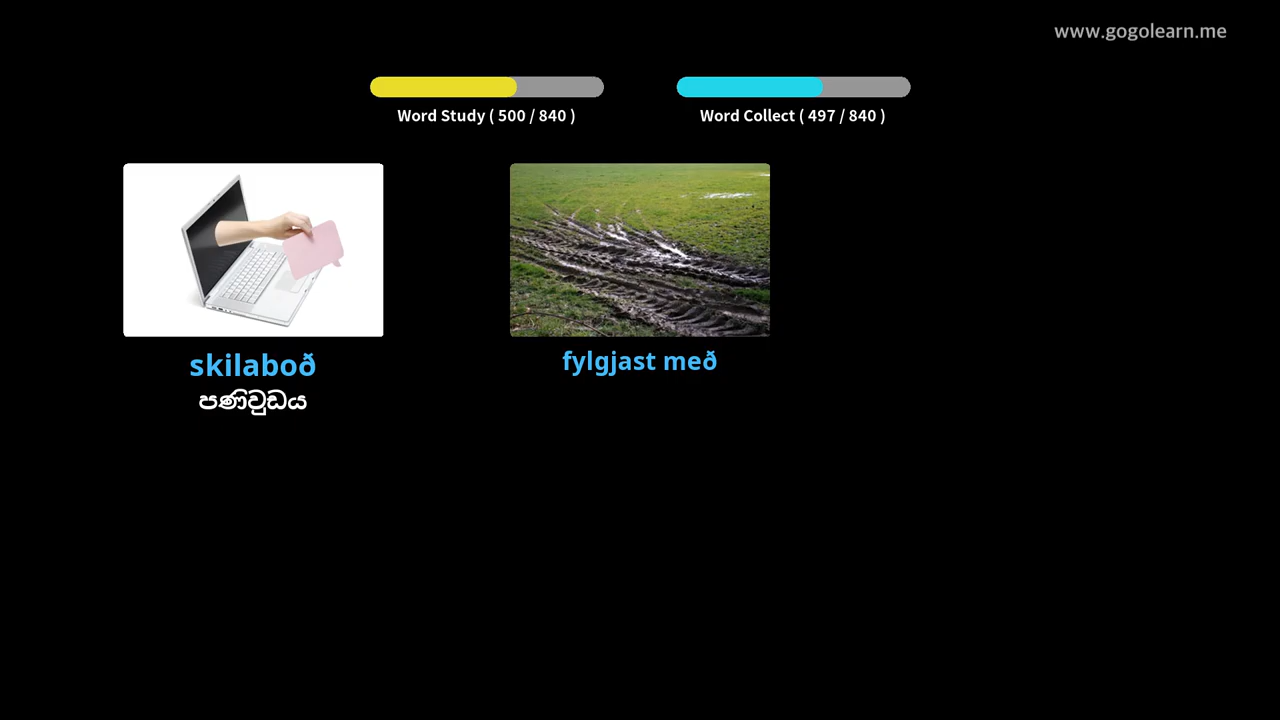 www.gogolearn.me
Word Study ( 500 / 840 )
Word Collect ( 497 / 840 )
skilaboð
fylgjast með
පණිවුඩය